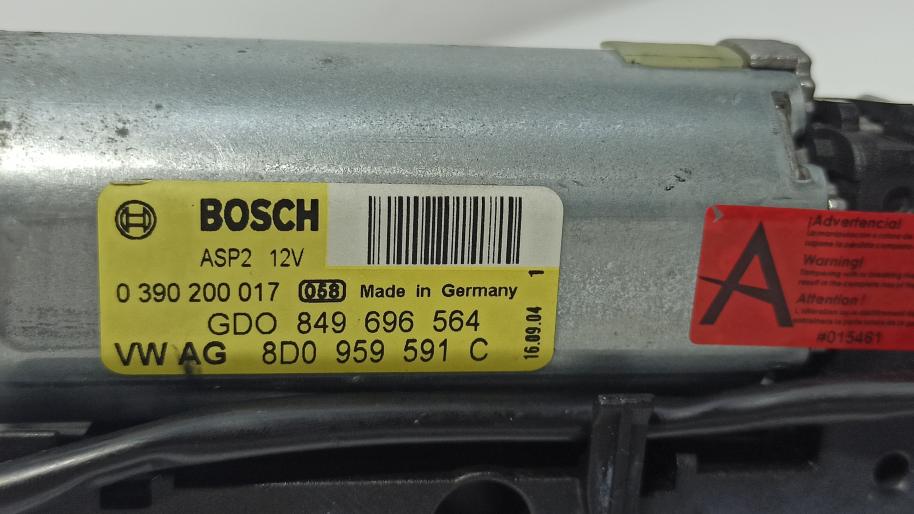 BOSCH
ASP2 12V
0 390 200 017 058 Made in Germany
GDO 849 696 564
VW AG 8D0 959 591 C
16.09.04 1
A
¡Advertencia!
Warning!
Attention!
#015461